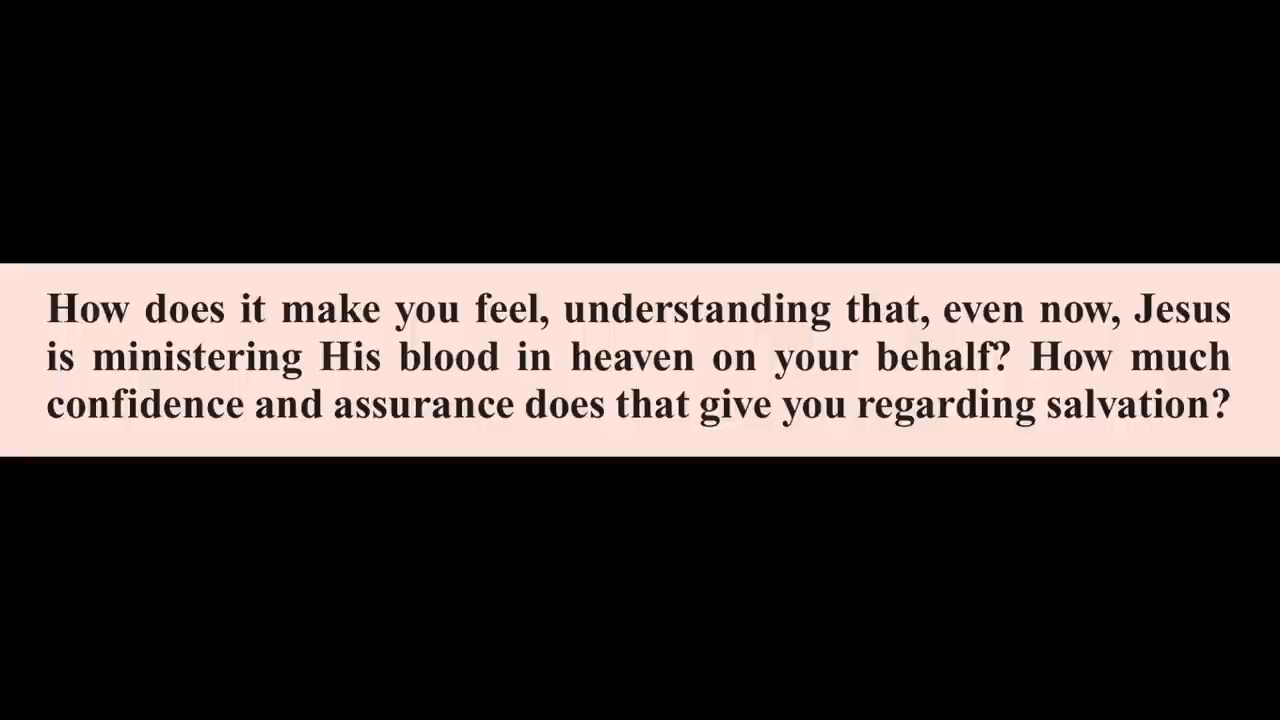 How does it make you feel, understanding that, even now, Jesus
is ministering His blood in heaven on your behalf? How much
confidence and assurance does that give you regarding salvation?